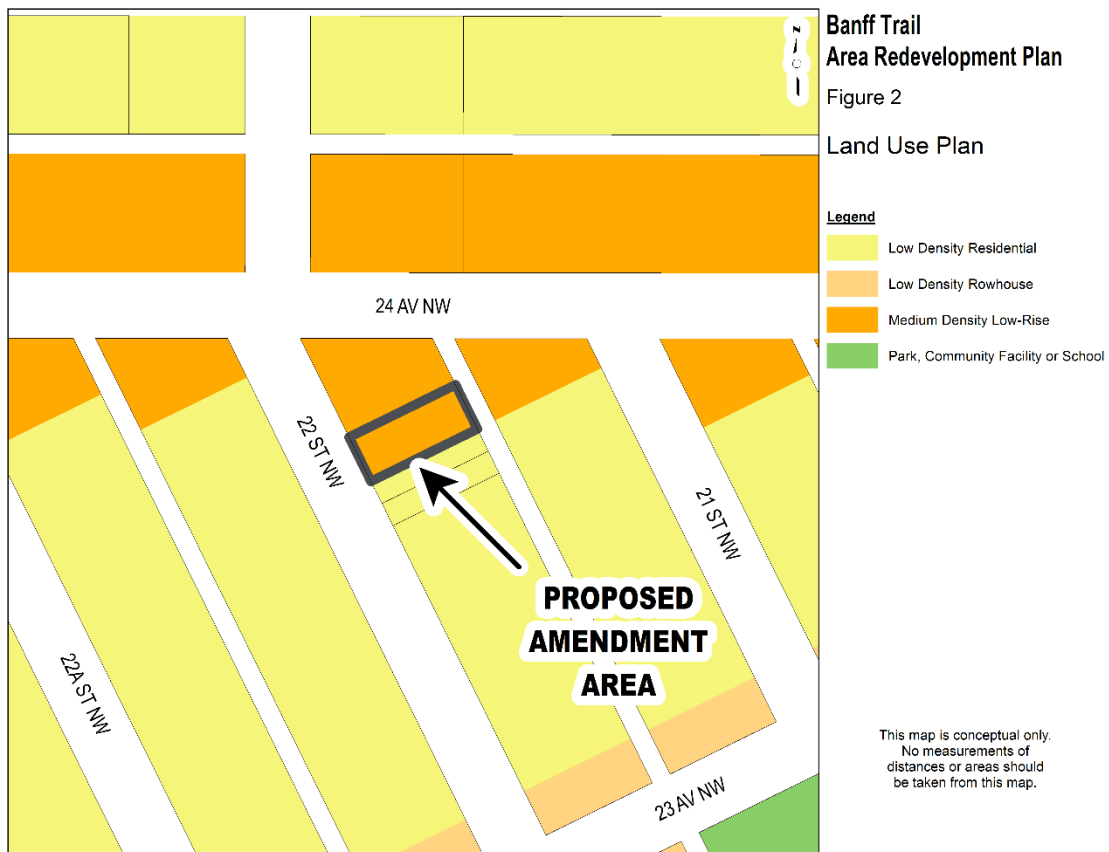 Banff Trail
Area Redevelopment Plan
Figure 2
Land Use Plan
N
Legend
Low Density Residential
Low Density Rowhouse
Medium Density Low-Rise
Park, Community Facility or School
24 AV NW
22 ST NW
21 ST NW
22A ST NW
23 AV NW
PROPOSED
AMENDMENT
AREA
This map is conceptual only.
No measurements of
distances or areas should
be taken from this map.